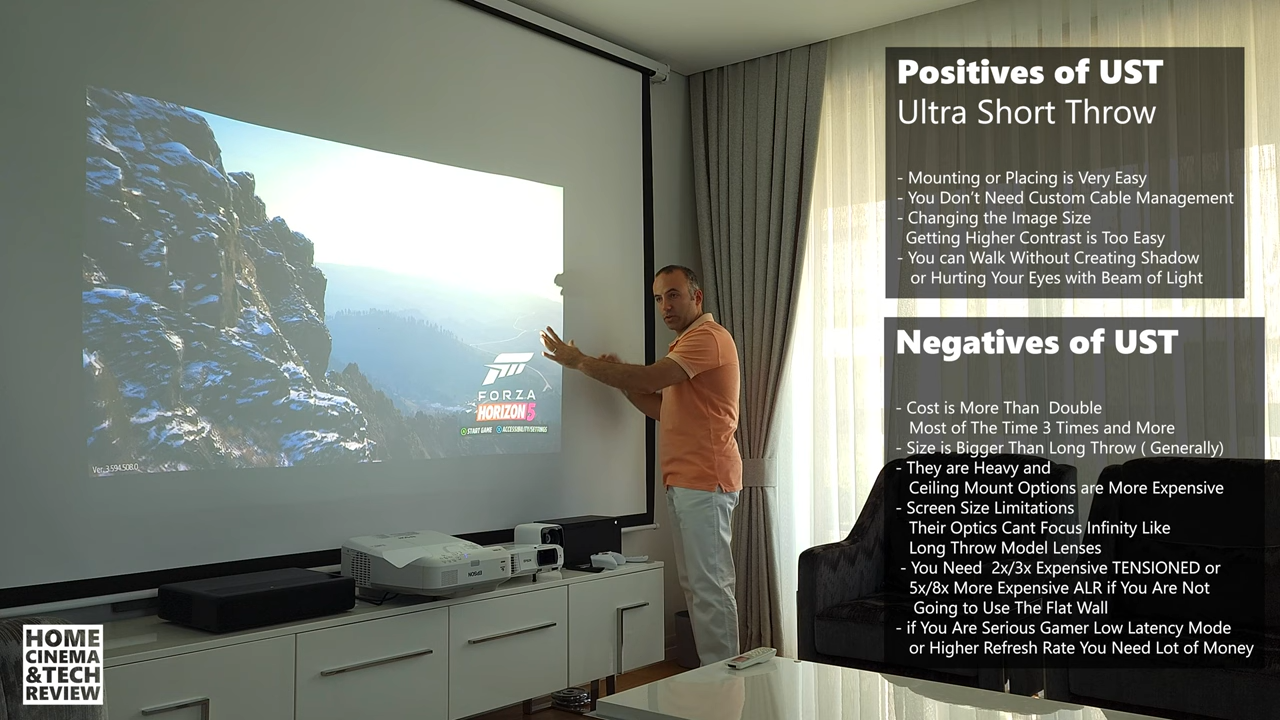 Positives of UST
Ultra Short Throw
- Mounting or Placing is Very Easy
- You Don't Need Custom Cable Management
- Changing the Image Size
Getting Higher Contrast is Too Easy
- You can Walk Without Creating Shadow
or Hurting Your Eyes with Beam of Light
Negatives of UST
- Cost is More Than Double
Most of The Time 3 Times and More
- Size is Bigger Than Long Throw ( Generally)
- They are Heavy and
Ceiling Mount Options are More Expensive
- Screen Size Limitations
Their Optics Cant Focus Infinity Like
Long Throw Model Lenses
- You Need 2x/3x Expensive TENSIONED or
5x/8x More Expensive ALR if You Are Not
Going to Use The Flat Wall
- if You Are Serious Gamer Low Latency Mode
or Higher Refresh Rate You Need Lot of Money
FORZA
HORIZON 5
START GAME ACCESSIBILITY SETTINGS
Ver. 3.594.508.0
EPSON
HOME
CINEMA
& TECH
REVIEW